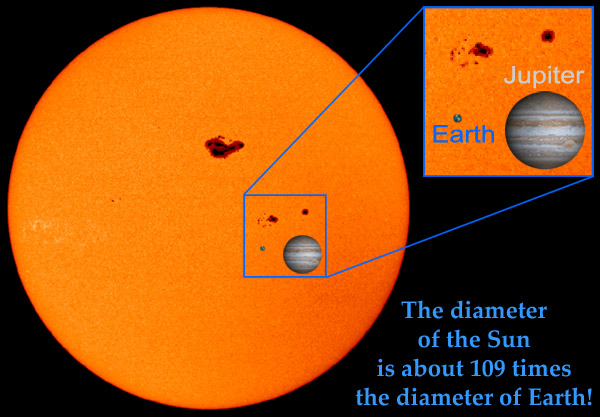 Jupiter
Earth
The diameter
of the Sun
is about 109 times
the diameter of Earth!